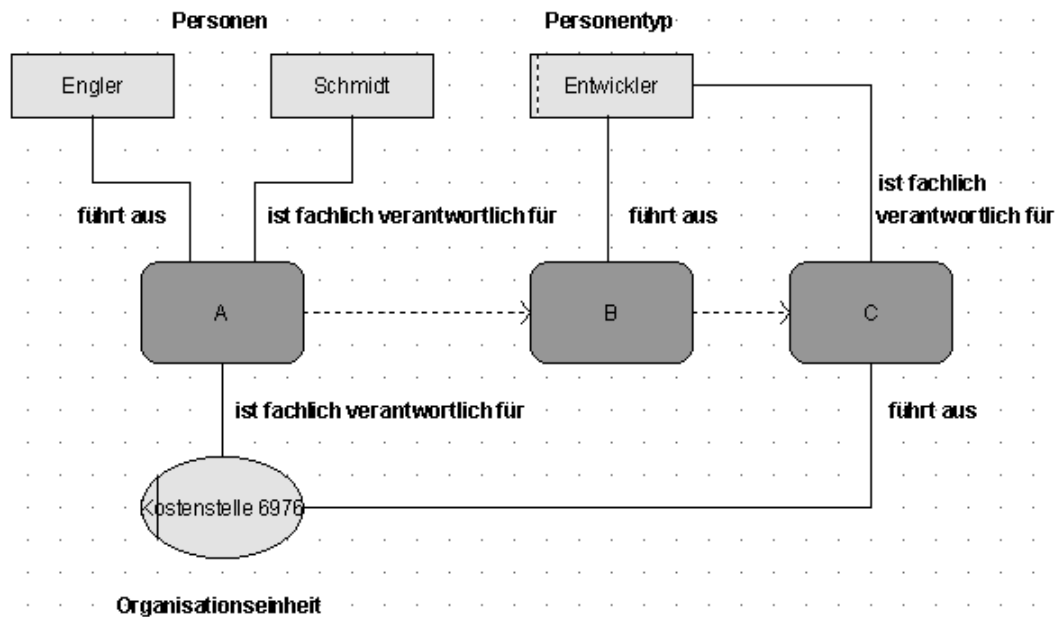 Personen
Personentyp
Engler
Schmidt
Entwickler
ist fachlich
verantwortlich für
führt aus
ist fachlich verantwortlich für
führt aus
A
B
C
ist fachlich verantwortlich für
führt aus
Kostenstelle 6976
Organisationseinheit